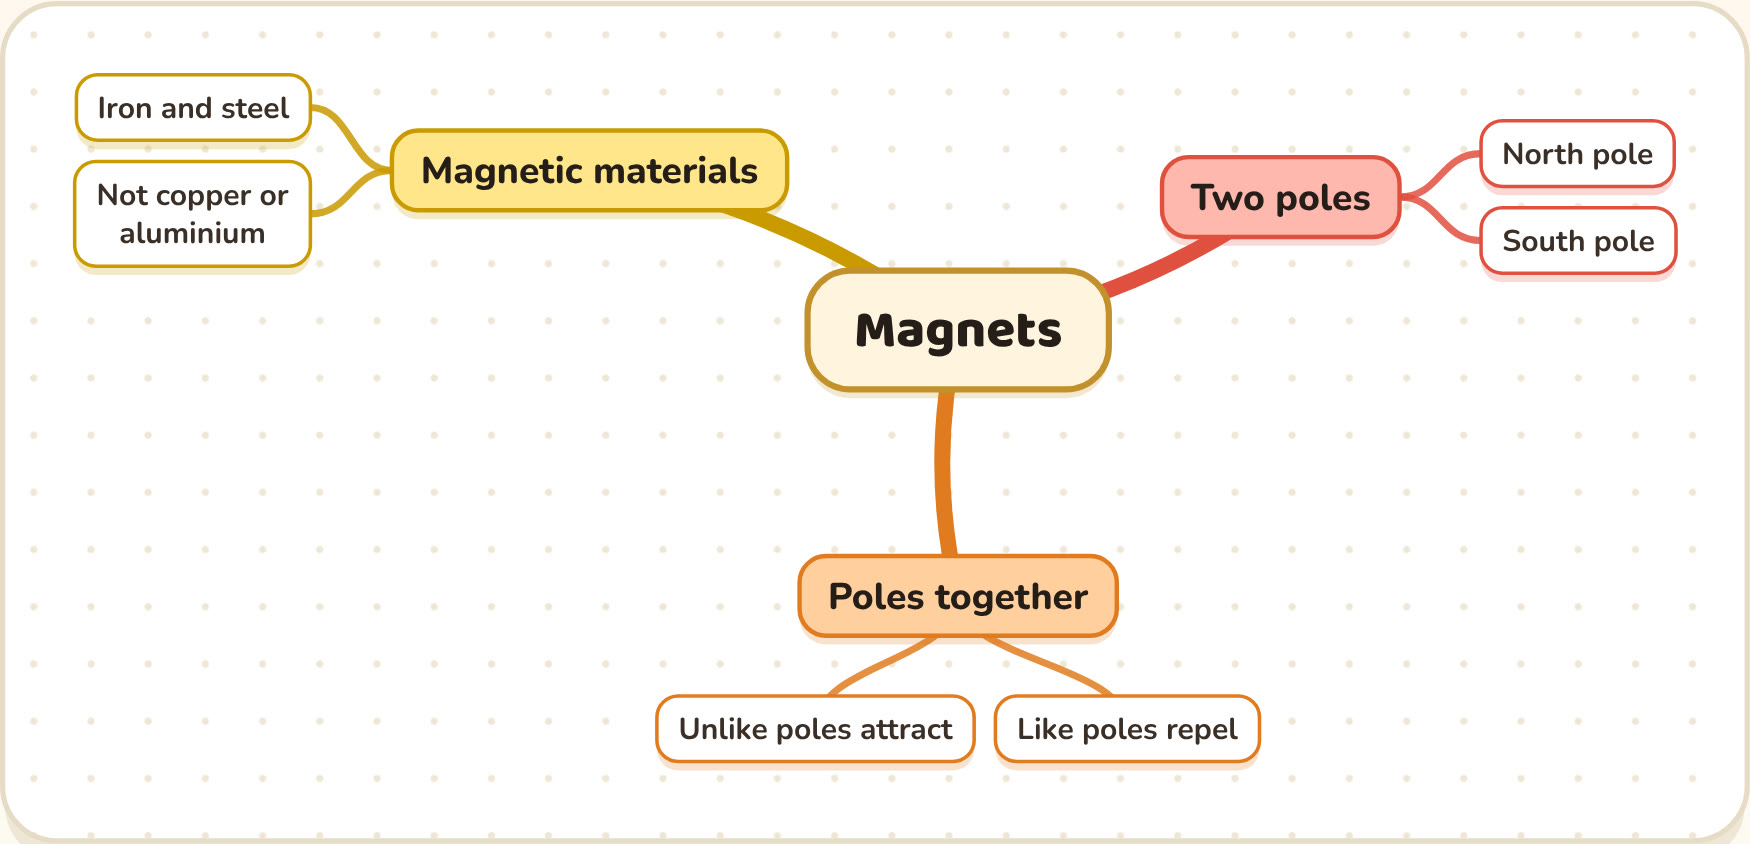 Magnets
Magnetic materials
Iron and steel
Not copper or
aluminium
Two poles
North pole
South pole
Poles together
Unlike poles attract
Like poles repel